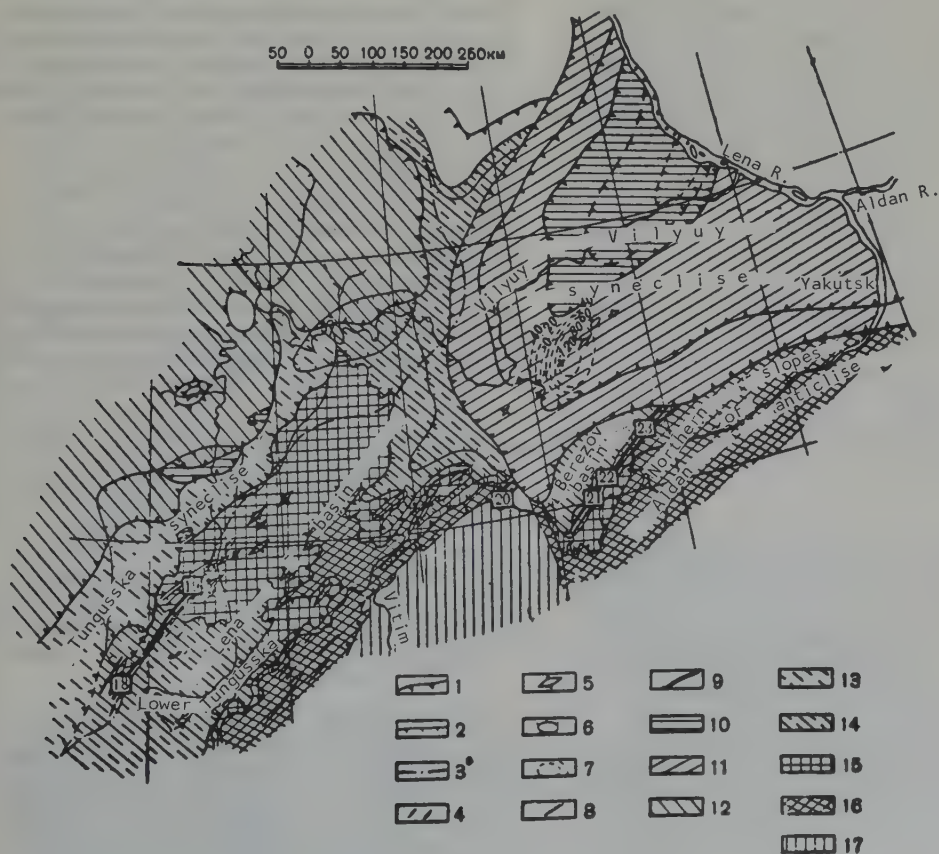 50 0 50 100 150 200 250км
Lena R.
Aldan R.
Vilyuy
Vilyuy
syneclise
Yakutsk
Berezov
basin
Northern slopes
of
Aldan anticlise
23
22
21
20
Vitim
Tungusska syneclise
Lena
basin
18
Lower Tungusska
1
2
3
4
5
6
7
8
9
10
11
12
13
14
15
16
17